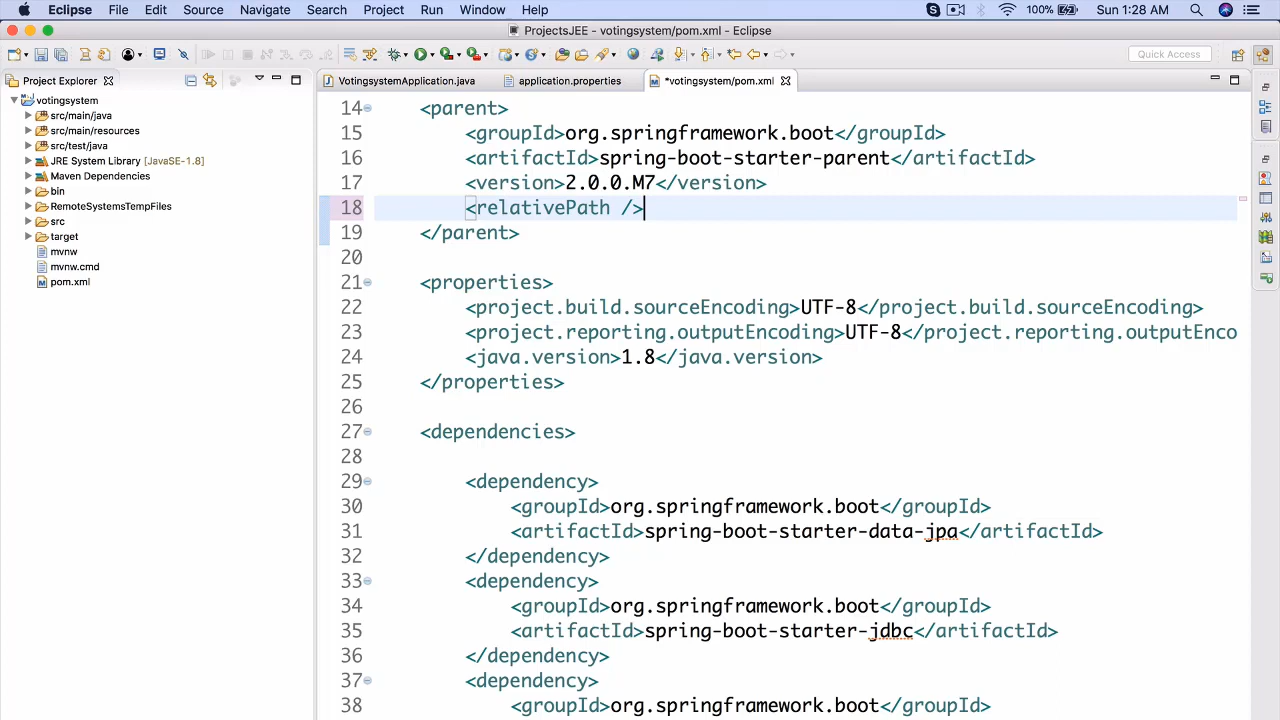 Eclipse File Edit Source Navigate Search Project Run Window Help 100% Sun 1:28 AM
ProjectsJEE - votingsystem/pom.xml - Eclipse
Quick Access
Project Explorer
votingsystem
src/main/java
src/main/resources
src/test/java
JRE System Library [JavaSE-1.8]
Maven Dependencies
bin
RemoteSystemsTempFiles
src
target
mvnw
mvnw.cmd
pom.xml
VotingsystemApplication.java application.properties *votingsystem/pom.xml
14 <parent>
15 <groupId>org.springframework.boot</groupId>
16 <artifactId>spring-boot-starter-parent</artifactId>
17 <version>2.0.0.M7</version>
18 <relativePath />
19 </parent>
20
21 <properties>
22 <project.build.sourceEncoding>UTF-8</project.build.sourceEncoding>
23 <project.reporting.outputEncoding>UTF-8</project.reporting.outputEnco
24 <java.version>1.8</java.version>
25 </properties>
26
27 <dependencies>
28
29 <dependency>
30 <groupId>org.springframework.boot</groupId>
31 <artifactId>spring-boot-starter-data-jpa</artifactId>
32 </dependency>
33 <dependency>
34 <groupId>org.springframework.boot</groupId>
35 <artifactId>spring-boot-starter-jdbc</artifactId>
36 </dependency>
37 <dependency>
38 <groupId>org.springframework.boot</groupId>